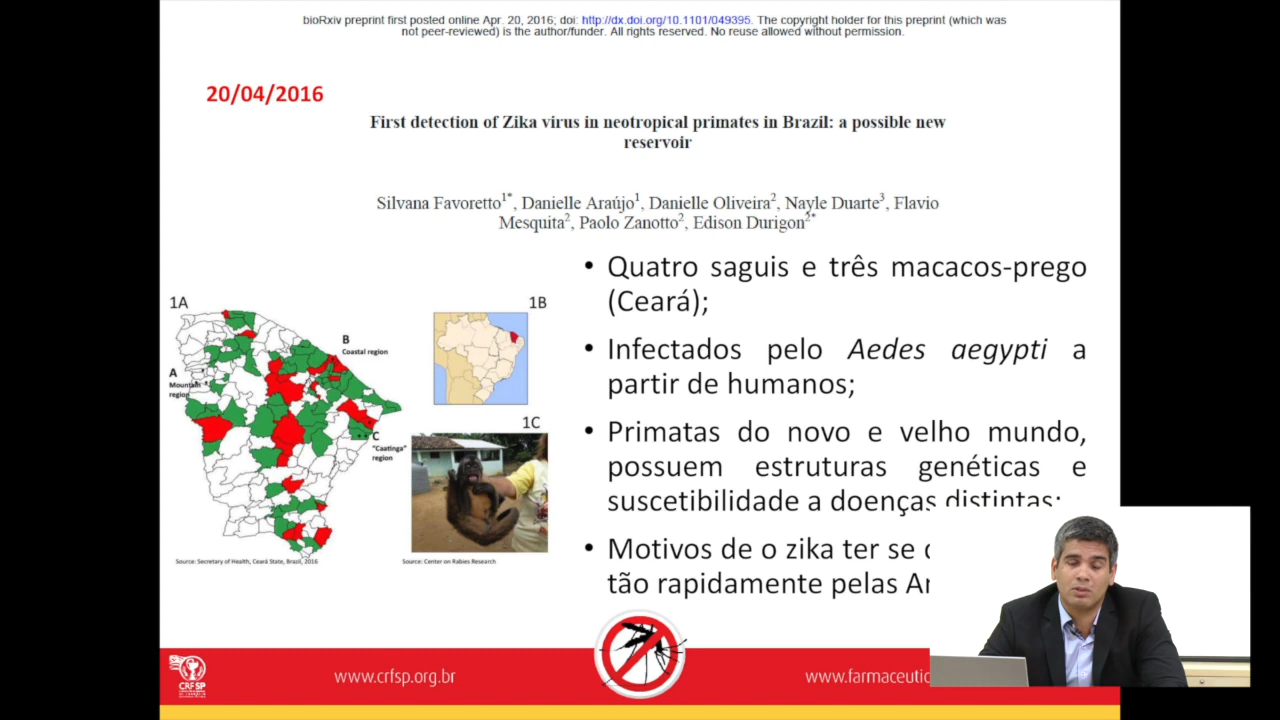 bioRxiv preprint first posted online Apr. 20, 2016; doi: http://dx.doi.org/10.1101/049395. The copyright holder for this preprint (which was
not peer-reviewed) is the author/funder. All rights reserved. No reuse allowed without permission.
20/04/2016
First detection of Zika virus in neotropical primates in Brazil: a possible new
reservoir
Silvana Favoretto1*, Danielle Araújo1, Danielle Oliveira2, Nayle Duarte3, Flavio
Mesquita2, Paolo Zanotto2, Edison Durigon2*
1A
B
Coastal region
A
Mountain
region
C
"Caatinga"
region
Source: Secretary of Health, Ceará State, Brazil, 2016
1B
1C
Source: Center on Rabies Research
• Quatro saguis e três macacos-prego
(Ceará);
• Infectados pelo Aedes aegypti a
partir de humanos;
• Primatas do novo e velho mundo,
possuem estruturas genéticas e
suscetibilidade a doenças distintas;
• Motivos de o zika ter se
tão rapidamente pelas
CRFSP
www.crfsp.org.br
www.farmaceutic